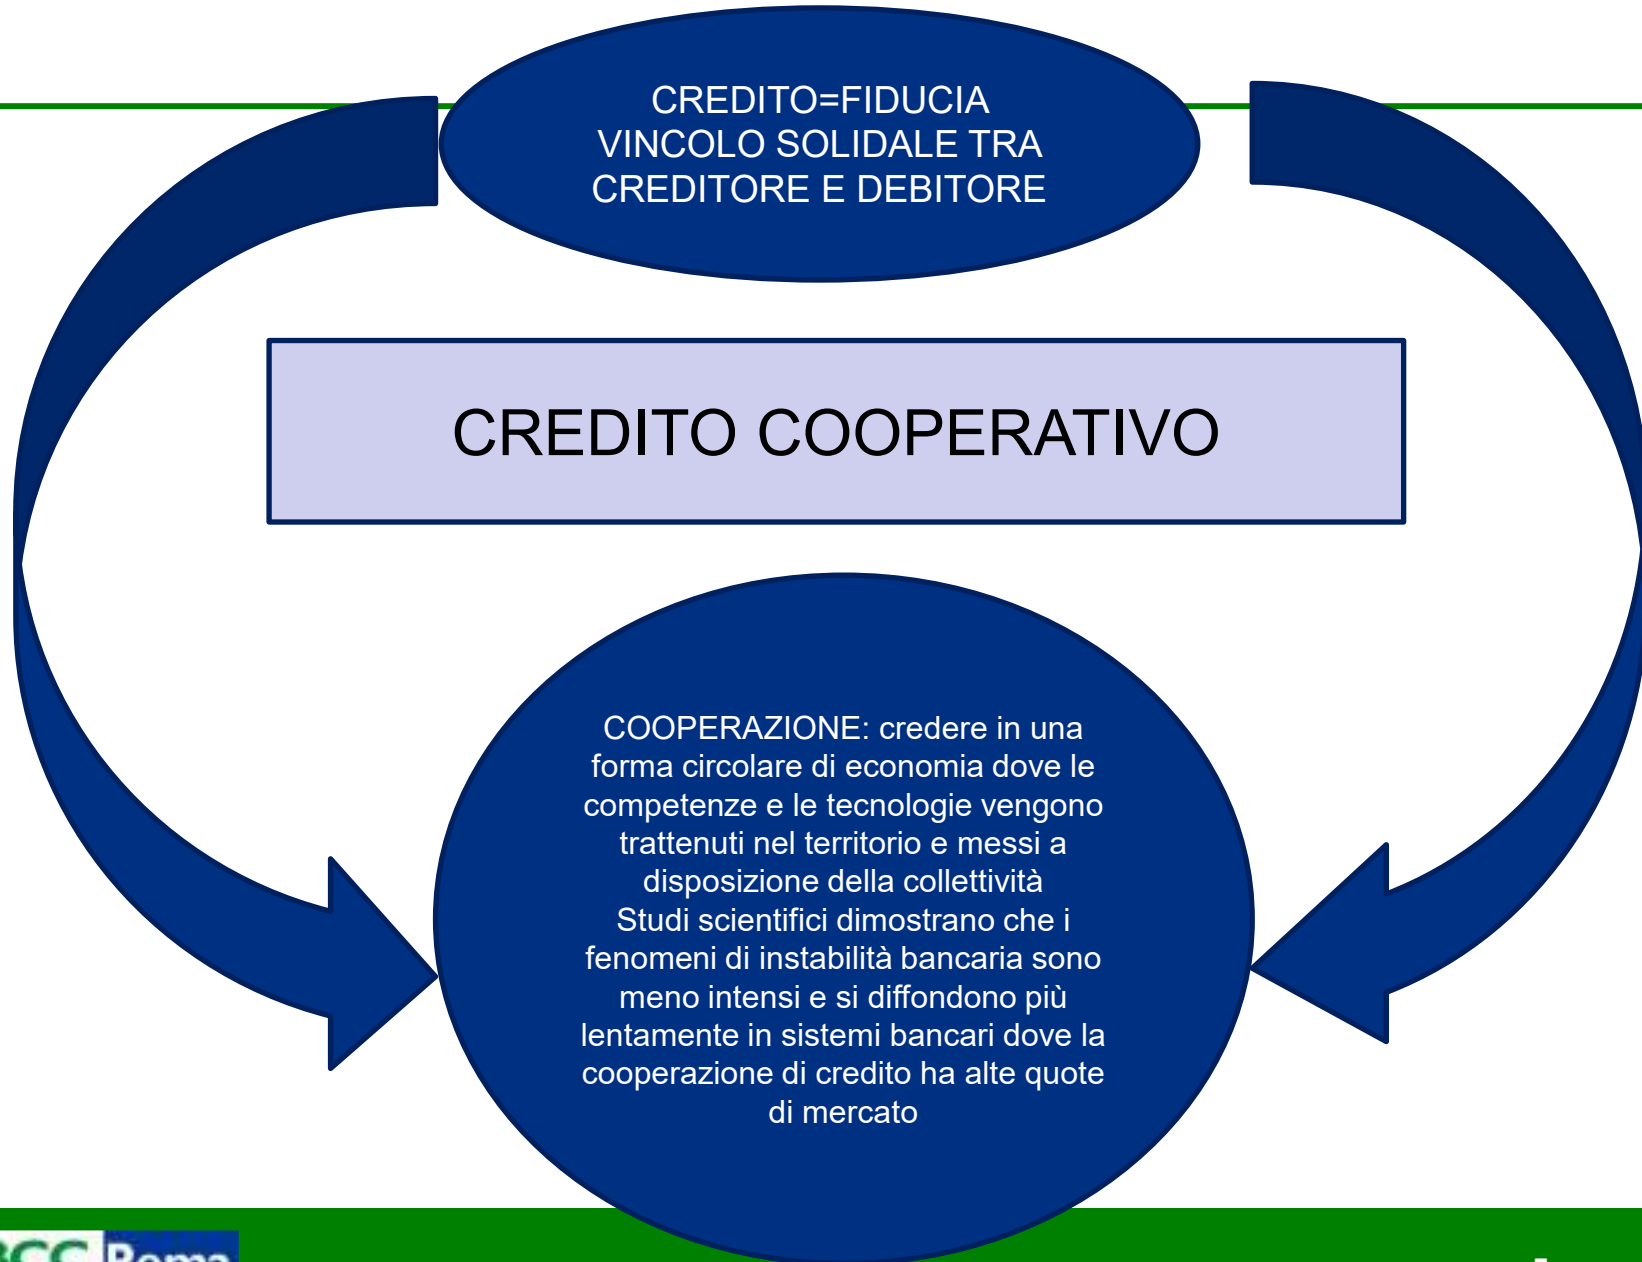 CREDITO=FIDUCIA
VINCOLO SOLIDALE TRA
CREDITORE E DEBITORE
CREDITO COOPERATIVO
COOPERAZIONE: credere in una
forma circolare di economia dove le
competenze e le tecnologie vengono
trattenuti nel territorio e messi a
disposizione della collettività
Studi scientifici dimostrano che i
fenomeni di instabilità bancaria sono
meno intensi e si diffondono più
lentamente in sistemi bancari dove la
cooperazione di credito ha alte quote
di mercato
BCC Roma